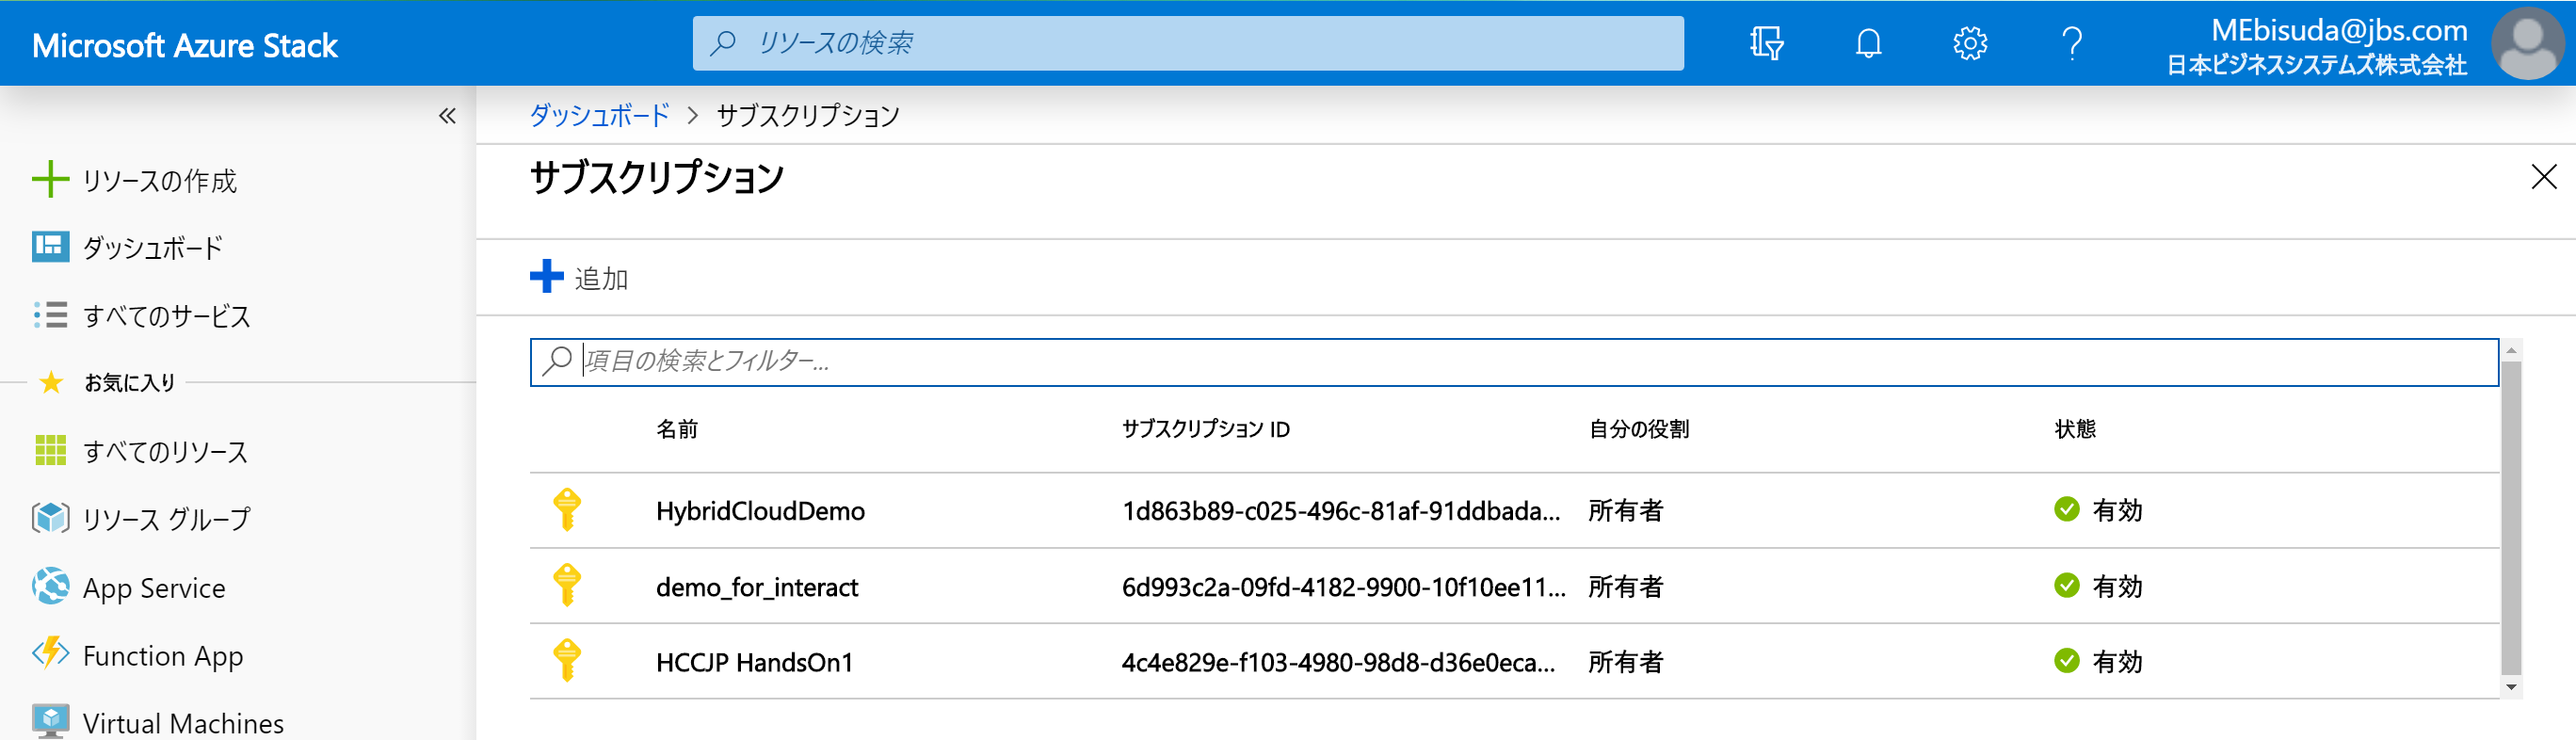 Microsoft Azure Stack
リソースの検索
MEbisuda@jbs.com
日本ビジネスシステムズ株式会社
リソースの作成
ダッシュボード
すべてのサービス
お気に入り
すべてのリソース
リソース グループ
App Service
Function App
Virtual Machines
ダッシュボード > サブスクリプション
サブスクリプション
追加
項目の検索とフィルター...
名前 サブスクリプション ID 自分の役割 状態
HybridCloudDemo 1d863b89-c025-496c-81af-91ddbada... 所有者 有効
demo_for_interact 6d993c2a-09fd-4182-9900-10f10ee11... 所有者 有効
HCCJP HandsOn1 4c4e829e-f103-4980-98d8-d36e0eca... 所有者 有効